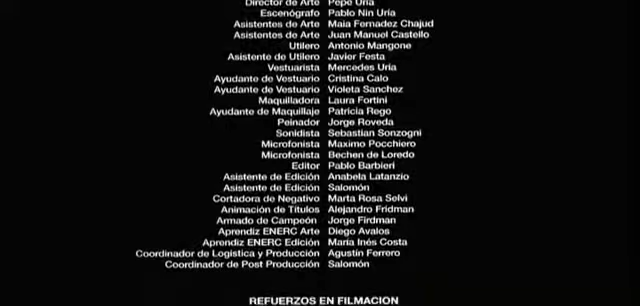 Director de Arte Pepe Uria
Escenógrafo Pablo Nin Uria
Asistentes de Arte Maia Fernadez Chajud
Asistentes de Arte Juan Manuel Castello
Utilero Antonio Mangone
Asistente de Utilero Javier Festa
Vestuarista Mercedes Uria
Ayudante de Vestuario Cristina Calo
Ayudante de Vestuario Violeta Sanchez
Maquilladora Laura Fortini
Ayudante de Maquillaje Patricia Rego
Peinador Jorge Roveda
Sonidista Sebastian Sonzogni
Microfonista Maximo Pocchiero
Microfonista Bechen de Loredo
Editor Pablo Barbieri
Asistente de Edición Anabela Latanzio
Asistente de Edición Salomón
Cortadora de Negativo Marta Rosa Selvi
Animación de Títulos Alejandro Fridman
Armado de Campeón Jorge Firdman
Aprendiz ENERC Arte Diego Avalos
Aprendiz ENERC Edición María Inés Costa
Coordinador de Logística y Producción Agustín Ferrero
Coordinador de Post Producción Salomón
REFUERZOS EN FILMACION